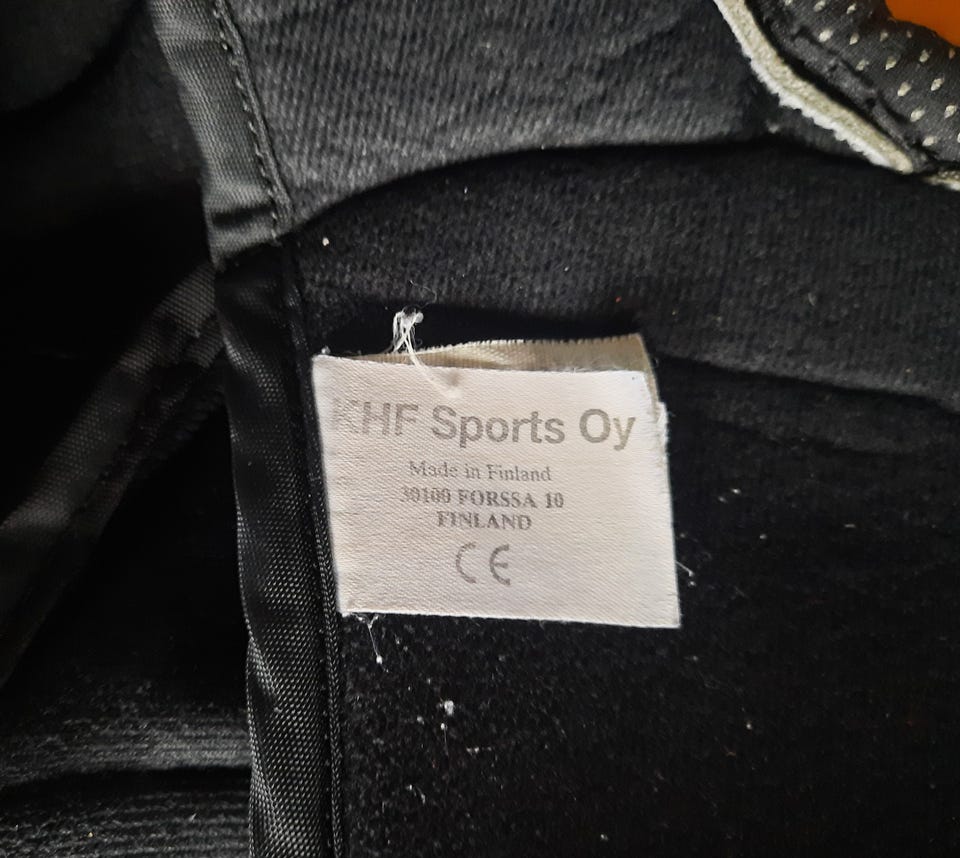 KHF Sports Oy
Made in Finland
30100 FORSSA 10
FINLAND
CE